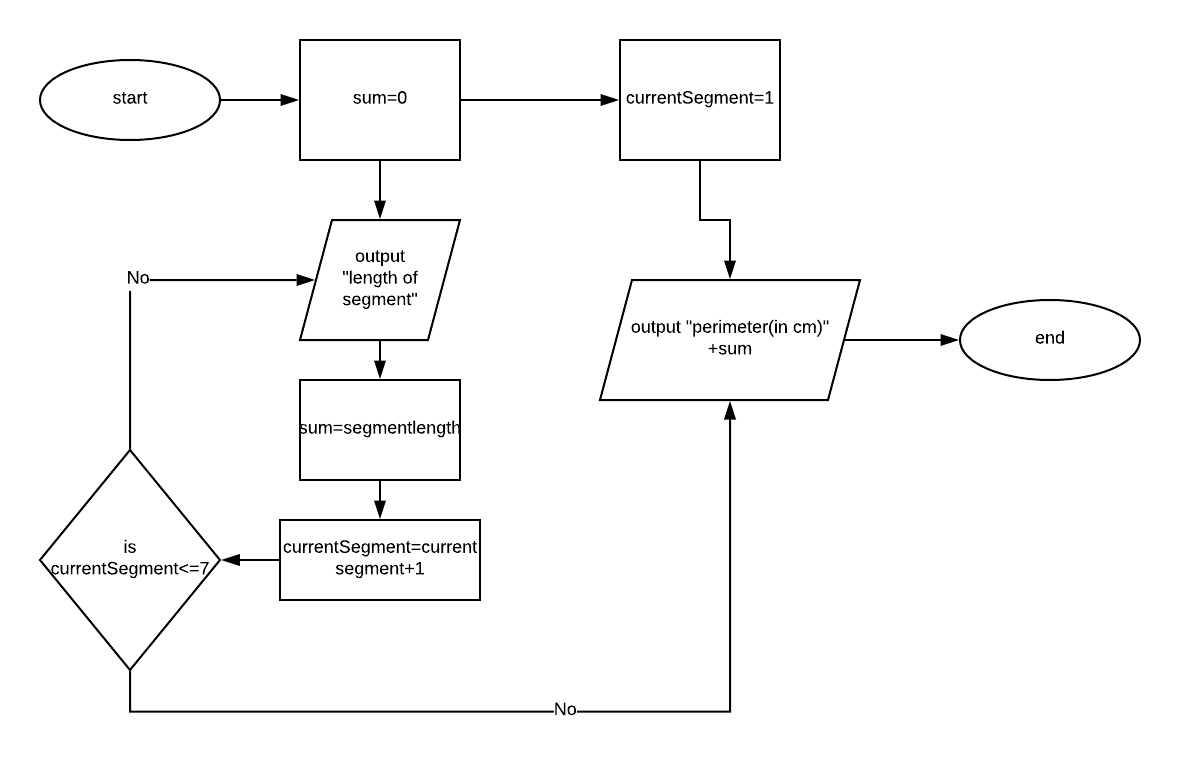 start
sum=0
currentSegment=1
output
"length of
segment"
No
output "perimeter(in cm)"
+sum
end
sum=segmentlength
is
currentSegment<=7
currentSegment=current
segment+1
No